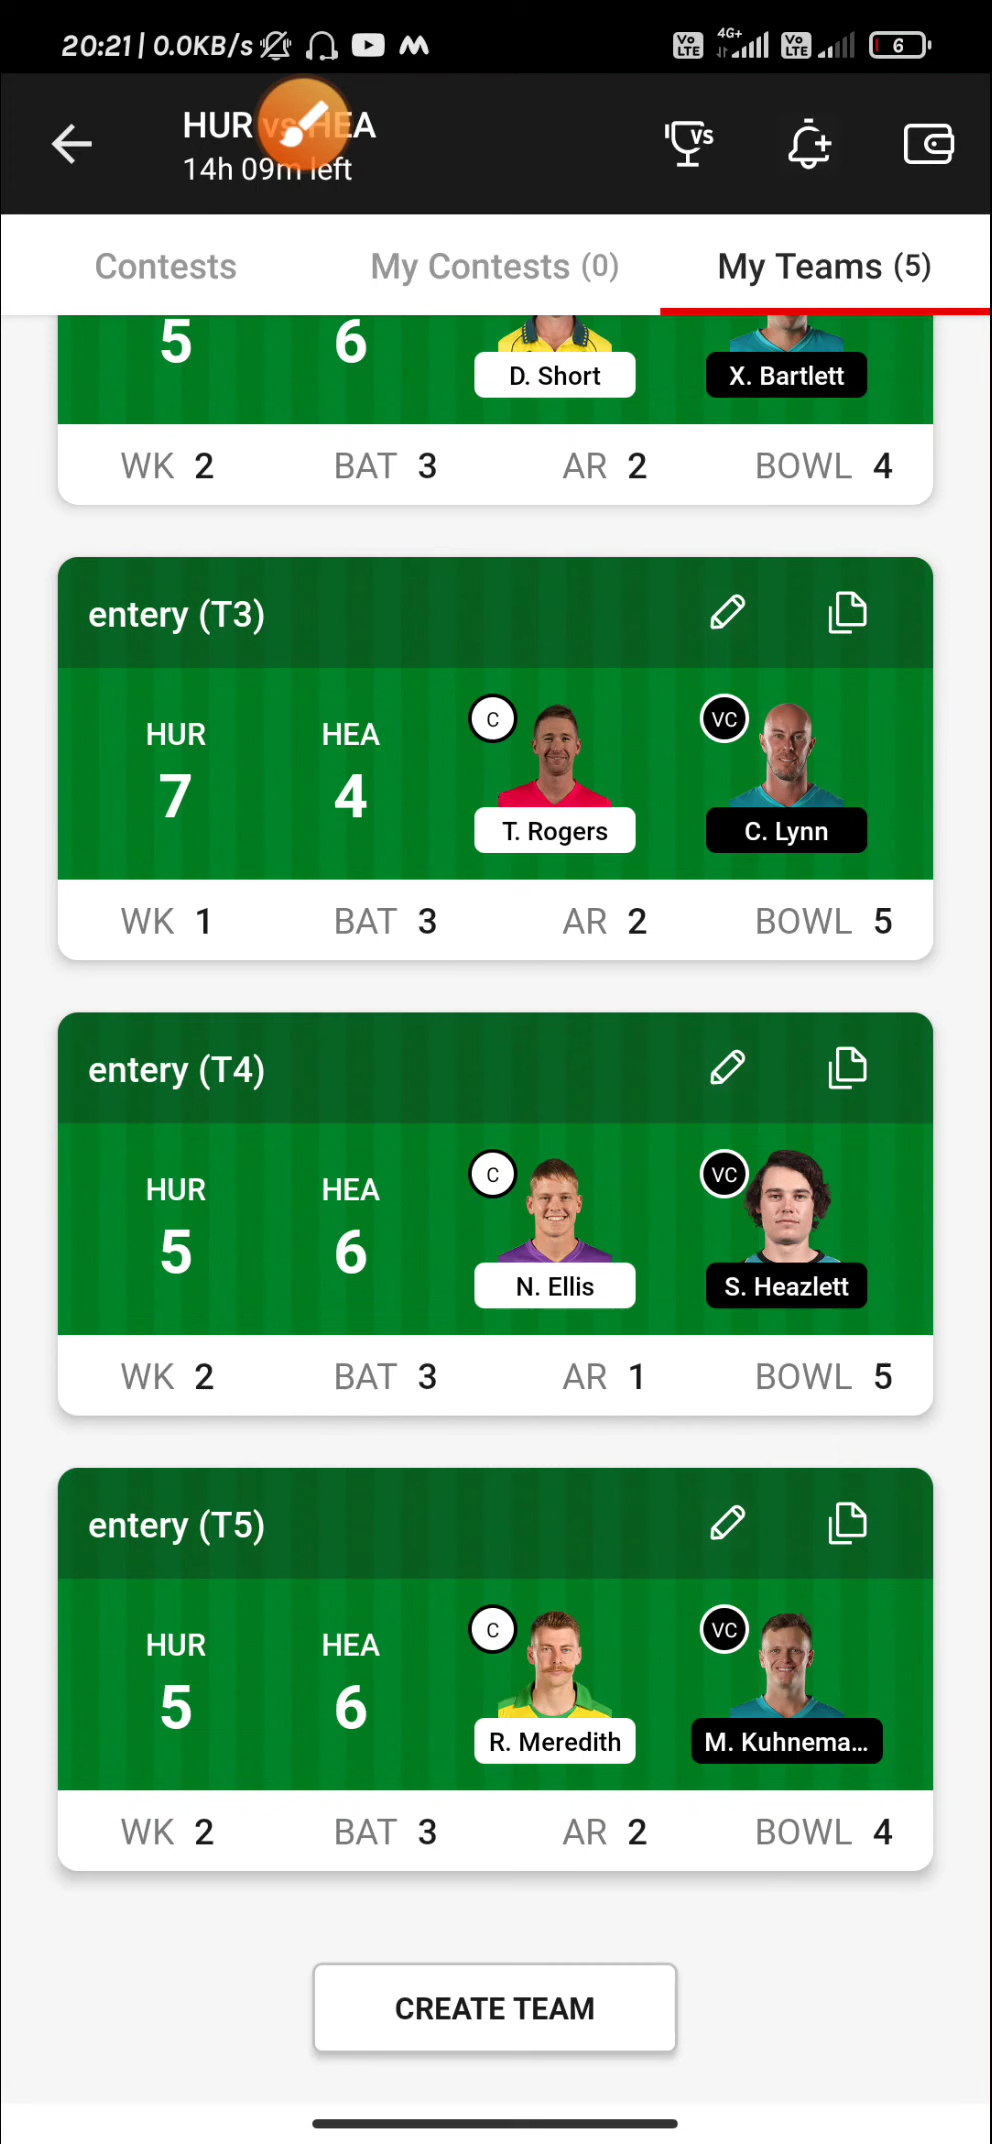 20:21 | 0.0KB/s
Vo LTE 4G+ Vo LTE 6
HUR vs HEA
14h 09m left
VS
Contests My Contests (0) My Teams (5)
5 6 D. Short X. Bartlett
WK 2 BAT 3 AR 2 BOWL 4
entery (T3)
HUR HEA C VC
7 4
T. Rogers C. Lynn
WK 1 BAT 3 AR 2 BOWL 5
entery (T4)
HUR HEA C VC
5 6
N. Ellis S. Heazlett
WK 2 BAT 3 AR 1 BOWL 5
entery (T5)
HUR HEA C VC
5 6
R. Meredith M. Kuhnema...
WK 2 BAT 3 AR 2 BOWL 4
CREATE TEAM